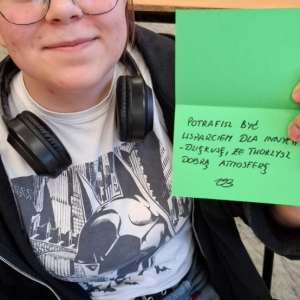 POTRAFISZ BYĆ
WSPARCIEM DLA INNYCH
- DZIĘKUJĘ, ŻE TWORZYSZ
DOBRĄ ATMOSFERĘ